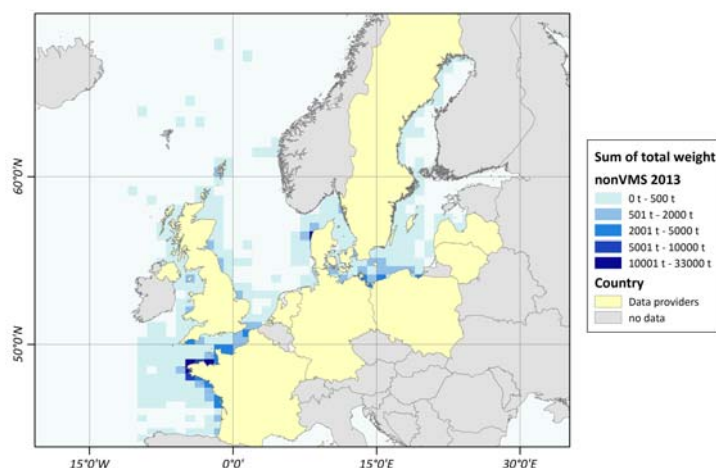 60°0'N
50°0'N
15°0'W
0°0'
15°0'E
30°0'E
Sum of total weight
nonVMS 2013
0 t - 500 t
501 t - 2000 t
2001 t - 5000 t
5001 t - 10000 t
10001 t - 33000 t
Country
Data providers
no data